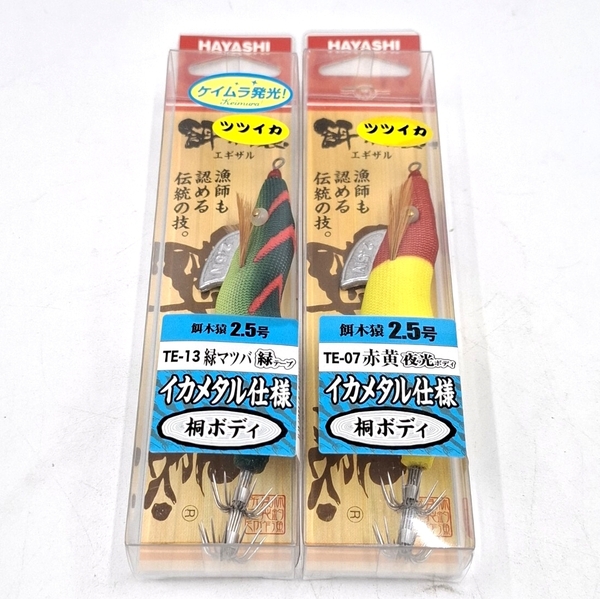 HAYASHI
ケイムラ発光!
Keimura
ツツイカ
エギザル
漁師も
認める
伝統の技。
餌木猿 2.5号
TE-13 緑マツバ 緑テープ
イカメタル仕様
桐ボディ
R
HAYASHI
ツツイカ
エギザル
漁師も
認める
伝統の技。
餌木猿 2.5号
TE-07 赤黄 夜光ボディ
イカメタル仕様
桐ボディ
R